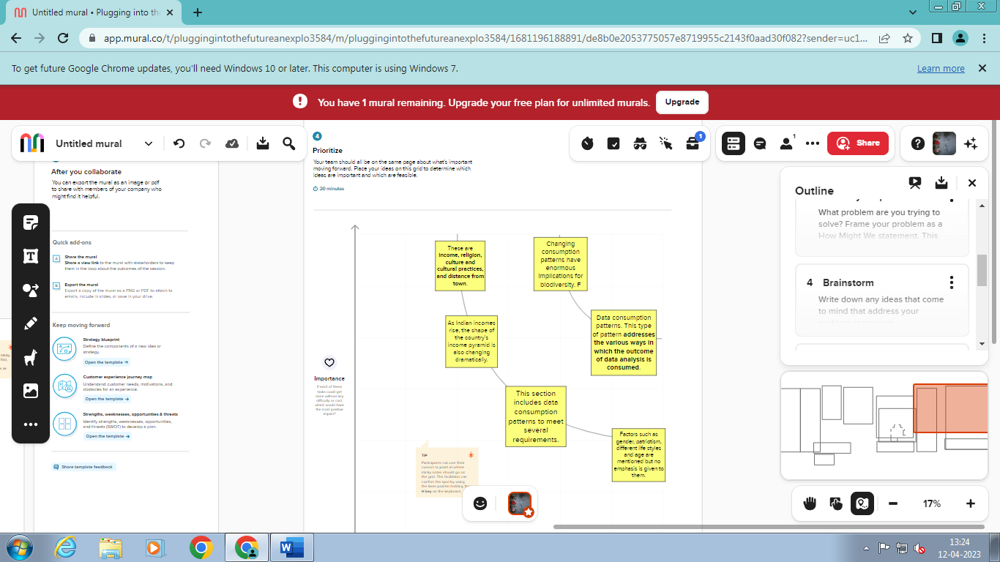 Untitled mural • Plugging into th
app.mural.co/t/pluggingintothefutureanexplo3584/m/pluggingintothefutureanexplo3584/1681196188891/de8b0e2053775057e8719955c2143f0aad30f082?sender=uc1...
To get future Google Chrome updates, you'll need Windows 10 or later. This computer is using Windows 7.
Learn more
You have 1 mural remaining. Upgrade your free plan for unlimited murals.
Upgrade
Untitled mural
1
1
Share
After you collaborate
You can export the mural as an image or pdf
to share with members of your company who
might find it helpful.
Quick add-ons
A
Share the mural
Share a view link to the mural with stakeholders to keep
them in the loop about the outcomes of the session.
B
Export the mural
Export a copy of the mural as a PNG or PDF to attach to
emails, include in slides, or save in your drive.
Keep moving forward
Strategy blueprint
Define the components of a new idea or
strategy.
Open the template
Customer experience journey map
Understand customer needs, motivations, and
obstacles for an experience.
Open the template
Strengths, weaknesses, opportunities & threats
Identify strengths, weaknesses, opportunities,
and threats (SWOT) to develop a plan.
Open the template
Share template feedback
4
Prioritize
Your team should all be on the same page about what's important
moving forward. Place your ideas on this grid to determine which
ideas are important and which are feasible.
20 minutes
Importance
If each of these
tasks could get
done without any
difficulty or cost,
which would have
the most positive
impact?
These are
income, religion,
culture and
cultural practices,
and distance from
town.
Changing
consumption
patterns have
enormous
implications for
biodiversity. F
As Indian incomes
rise, the shape of
the country's
income pyramid is
also changing
dramatically.
Data consumption
patterns. This type
of pattern addresses
the various ways in
which the outcome
of data analysis is
consumed.
This section
includes data
consumption
patterns to meet
several
requirements.
Factors such as
gender, patriotism,
different life styles
and age are
mentioned but no
emphasis is given to
them.
TIP
Participants can use their
cursors to point at where
sticky notes should go on
the grid. The facilitator can
confirm the spot by using
the laser pointer holding the
H key on the keyboard.
Outline
What problem are you trying to
solve? Frame your problem as a
How Might We statement. This
4 Brainstorm
Write down any ideas that come
to mind that address your
17%
13:24
12-04-2023